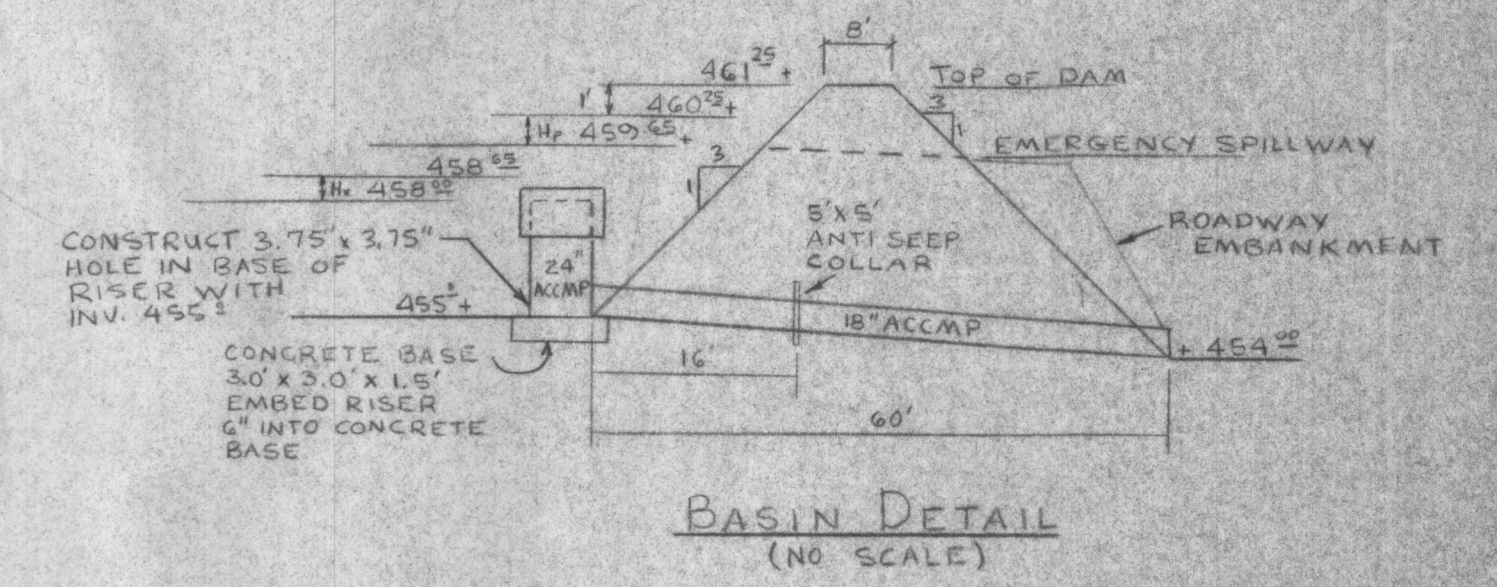 8'
461 25 +
TOP OF DAM
1'
460 25 +
3
1
Hp 459 65 +
EMERGENCY SPILLWAY
458 65
3
1
Hx 458 00
5' X 5'
ANTI SEEP
COLLAR
ROADWAY
EMBANKMENT
CONSTRUCT 3.75" x 3.75"
HOLE IN BASE OF
RISER WITH
INV. 455
24"
ACCMP
455 +
18" ACCMP
+ 454 00
CONCRETE BASE
3.0' X 3.0' X 1.5'
EMBED RISER
6" INTO CONCRETE
BASE
16'
60'
BASIN DETAIL
(NO SCALE)